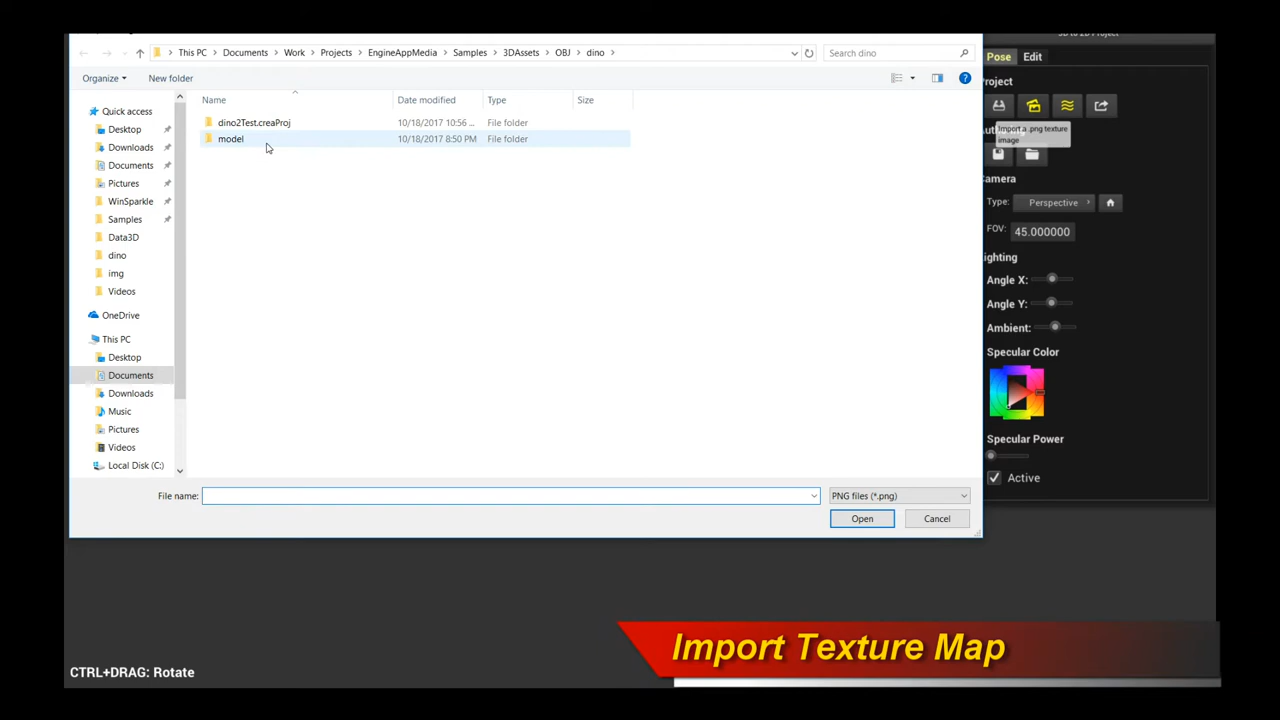 This PC > Documents > Work > Projects > EngineAppMedia > Samples > 3DAssets > OBJ > dino >
Search dino
Organize
New folder
Name
Date modified
Type
Size
dino2Test.creaProj
10/18/2017 10:56 ...
File folder
model
10/18/2017 8:50 PM
File folder
Quick access
Desktop
Downloads
Documents
Pictures
WinSparkle
Samples
Data3D
dino
img
Videos
OneDrive
This PC
Desktop
Documents
Downloads
Music
Pictures
Videos
Local Disk (C:)
File name:
PNG files (*.png)
Open
Cancel
Pose
Edit
Project
Import a .png texture
image
Camera
Type:
Perspective
FOV:
45.000000
Lighting
Angle X:
Angle Y:
Ambient:
Specular Color
Specular Power
Active
Import Texture Map
CTRL+DRAG: Rotate